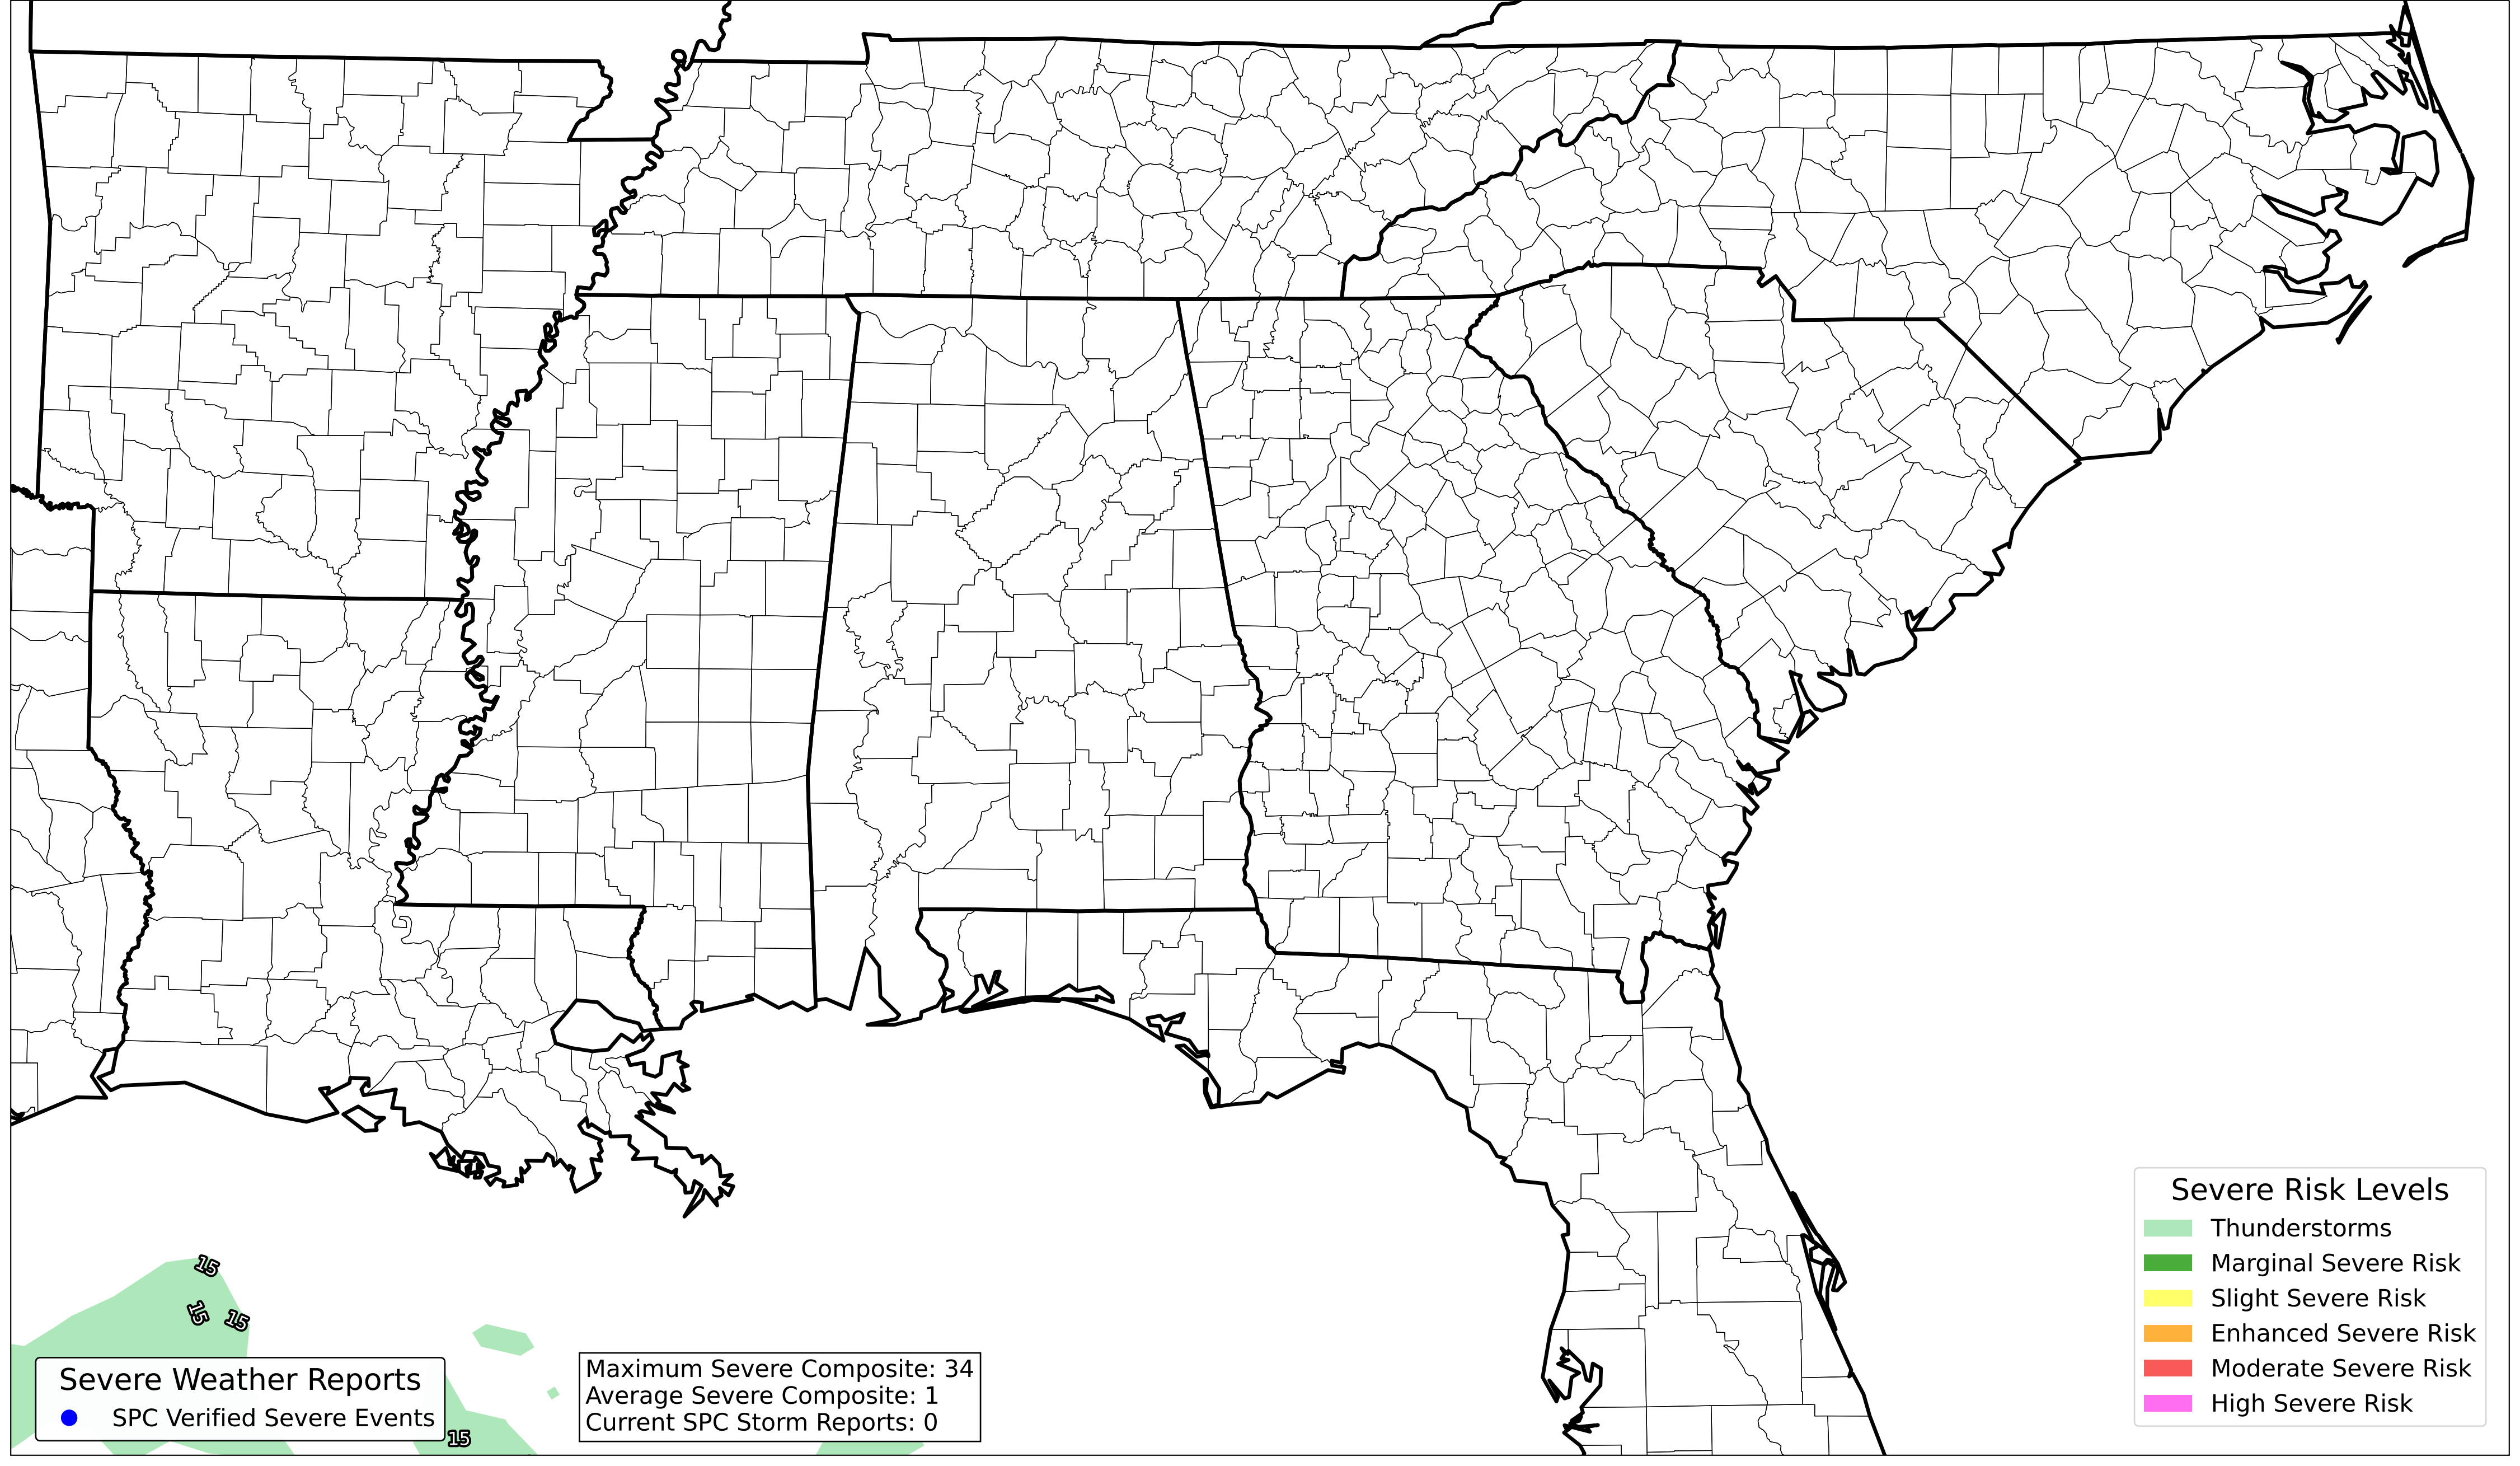 Severe Risk Levels
Thunderstorms
Marginal Severe Risk
Slight Severe Risk
Enhanced Severe Risk
Moderate Severe Risk
High Severe Risk
15
15
15
Severe Weather Reports
SPC Verified Severe Events
15
Maximum Severe Composite: 34
Average Severe Composite: 1
Current SPC Storm Reports: 0